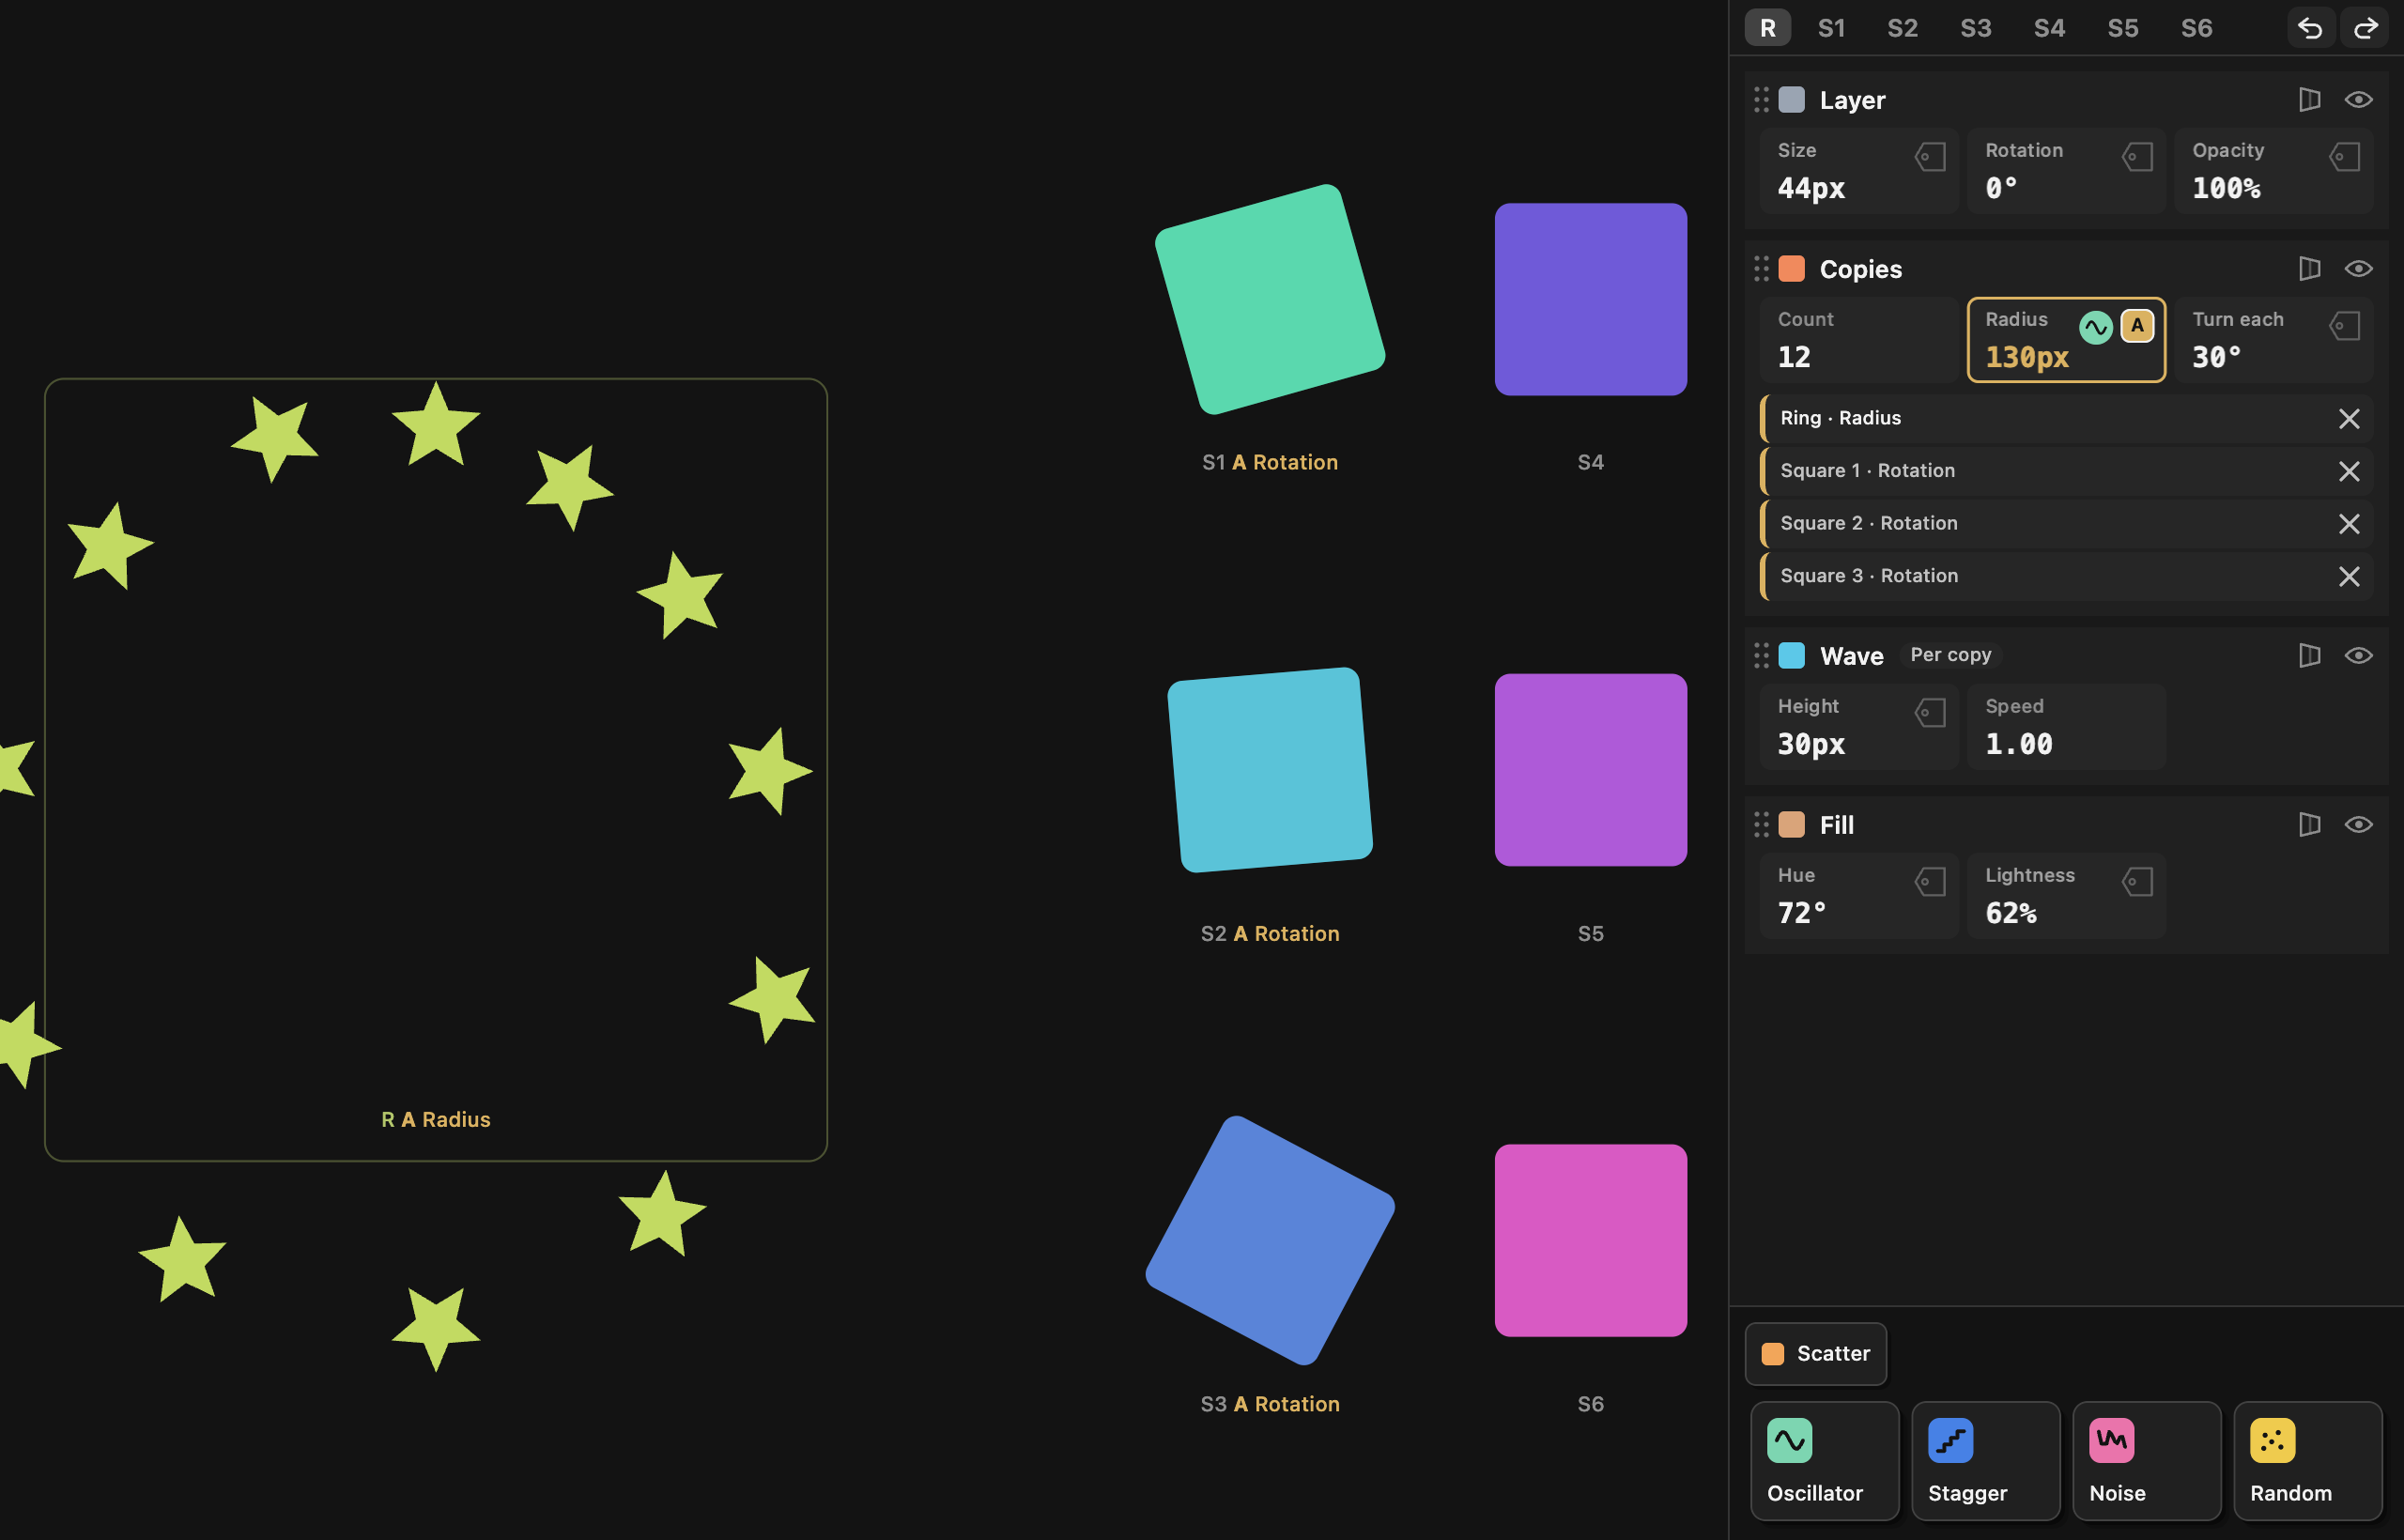 S1 A Rotation
S4
S2 A Rotation
S5
R A Radius
S3 A Rotation
S6
R S1 S2 S3 S4 S5 S6
Layer
Size Rotation Opacity
44px 0° 100%
Copies
Count Radius A Turn each
12 130px 30°
Ring · Radius
Square 1 · Rotation
Square 2 · Rotation
Square 3 · Rotation
Wave Per copy
Height Speed
30px 1.00
Fill
Hue Lightness
72° 62%
Scatter
Oscillator Stagger Noise Random